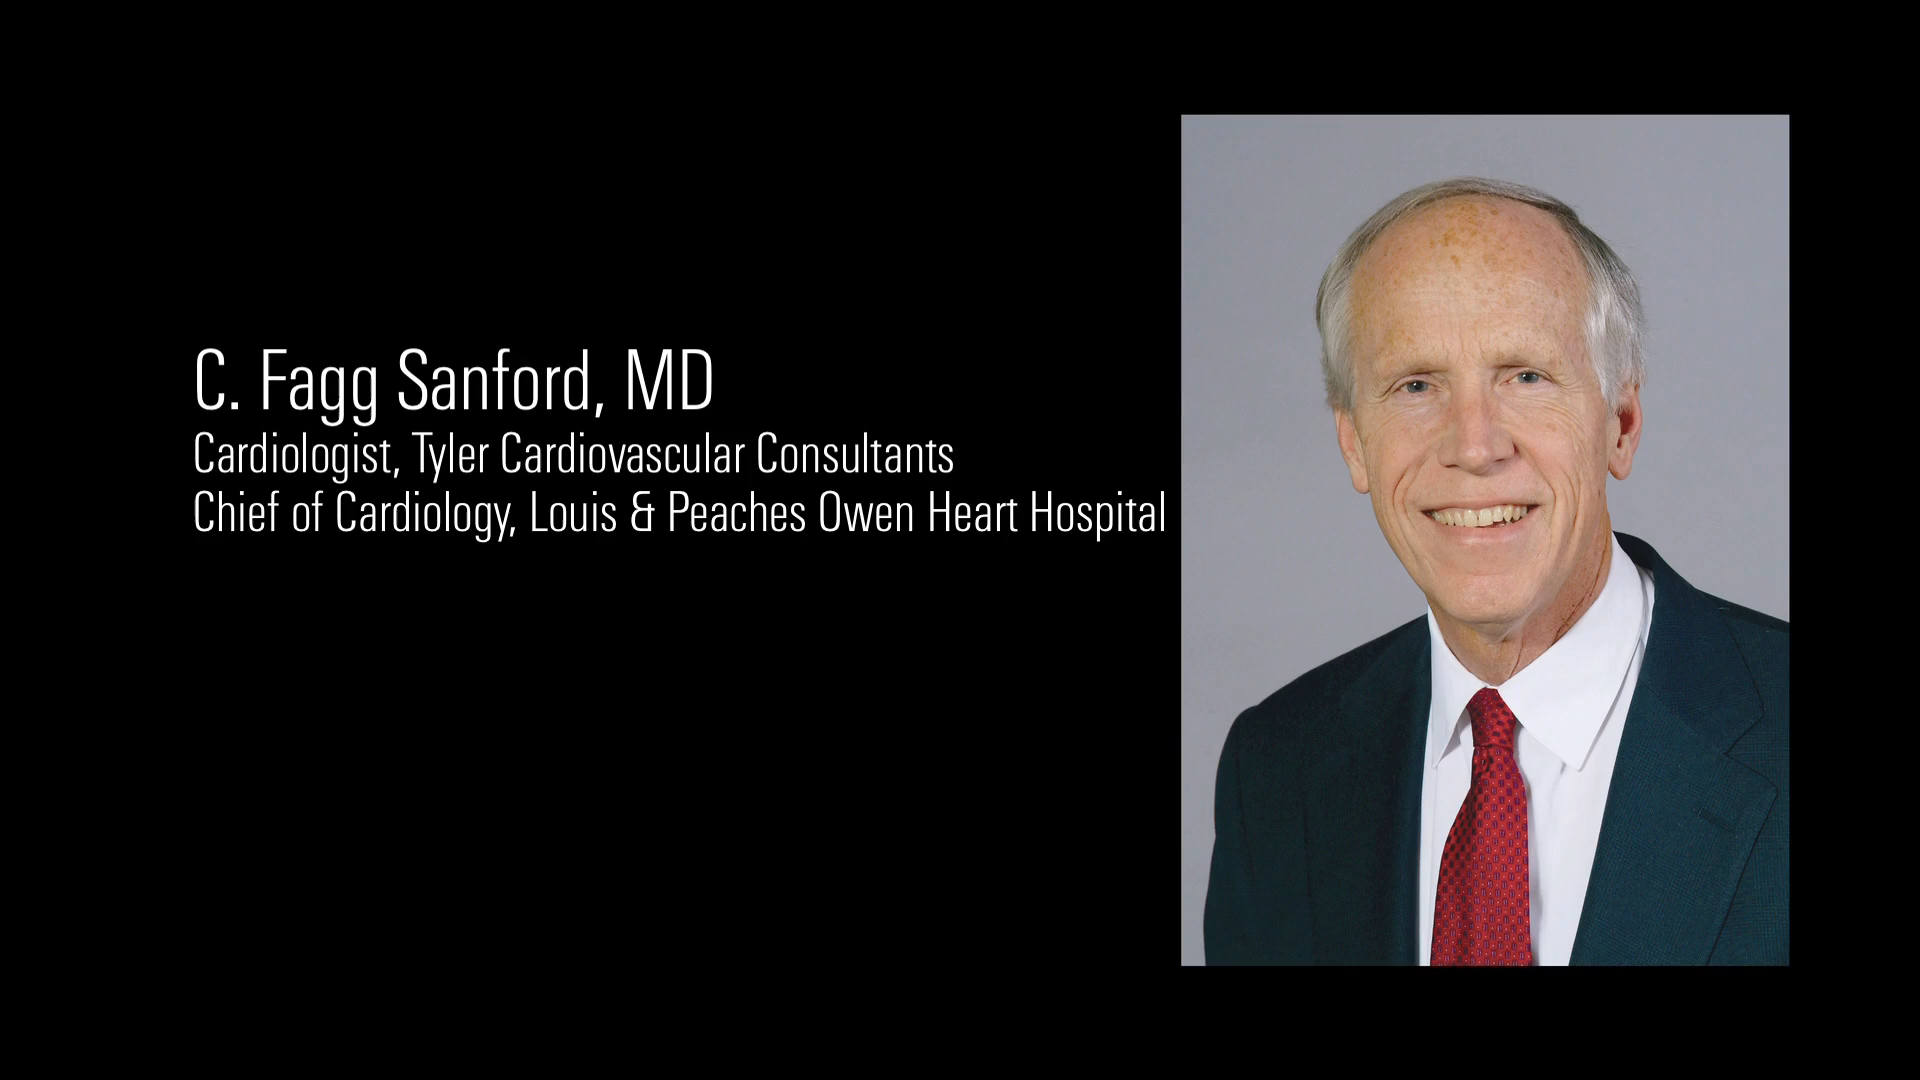 C. Fagg Sanford, MD
Cardiologist, Tyler Cardiovascular Consultants
Chief of Cardiology, Louis & Peaches Owen Heart Hospital